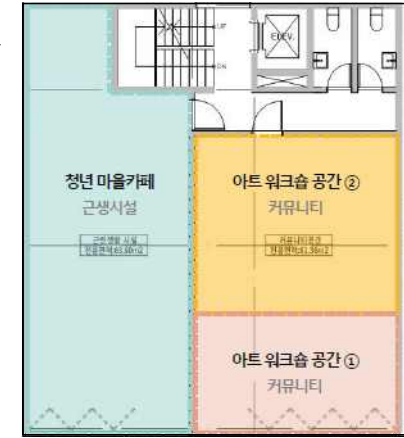 UP
ELEV.
DN
청년 마을카페
근생시설
아트 워크숍 공간 ②
커뮤니티
아트 워크숍 공간 ①
커뮤니티